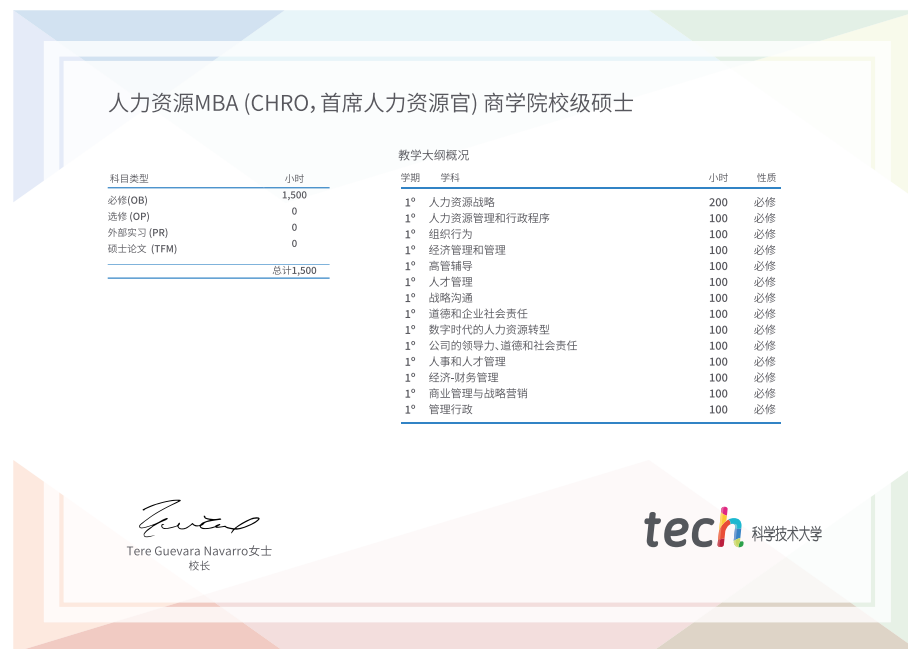 人力资源MBA (CHRO，首席人力资源官) 商学院校级硕士
科目类型 小时
必修(OB) 1,500
选修 (OP) 0
外部实习 (PR) 0
硕士论文 (TFM) 0
总计1,500
教学大纲概况
学期 学科 小时 性质
1º 人力资源战略 200 必修
1º 人力资源管理和行政程序 100 必修
1º 组织行为 100 必修
1º 经济管理和管理 100 必修
1º 高管辅导 100 必修
1º 人才管理 100 必修
1º 战略沟通 100 必修
1º 道德和企业社会责任 100 必修
1º 数字时代的人力资源转型 100 必修
1º 公司的领导力、道德和社会责任 100 必修
1º 人事和人才管理 100 必修
1º 经济-财务管理 100 必修
1º 商业管理与战略营销 100 必修
1º 管理行政 100 必修
Tere Guevara Navarro女士
校长
tech 科学技术大学